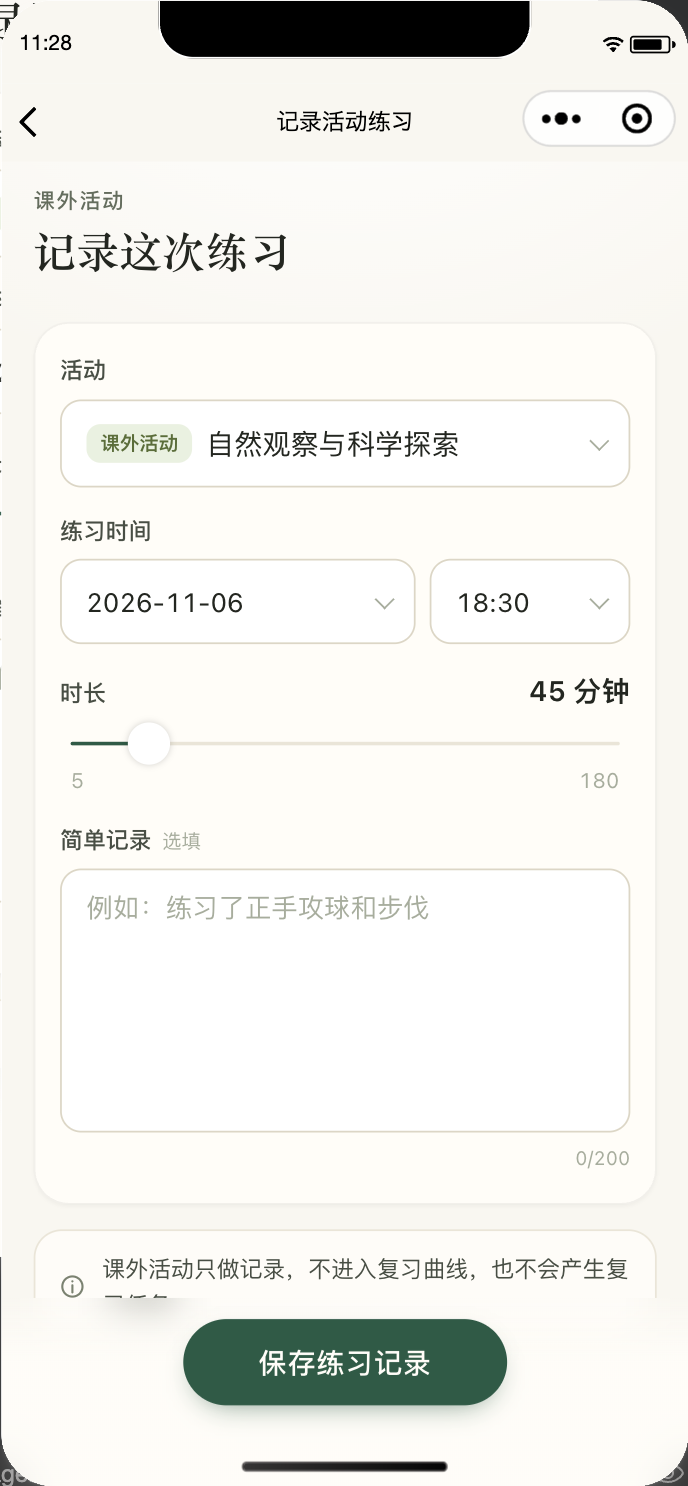 11:28
记录活动练习
课外活动
记录这次练习
活动
课外活动 自然观察与科学探索
练习时间
2026-11-06 18:30
时长 45 分钟
5 180
简单记录 选填
例如：练习了正手攻球和步伐
0/200
课外活动只做记录，不进入复习曲线，也不会产生复
保存练习记录